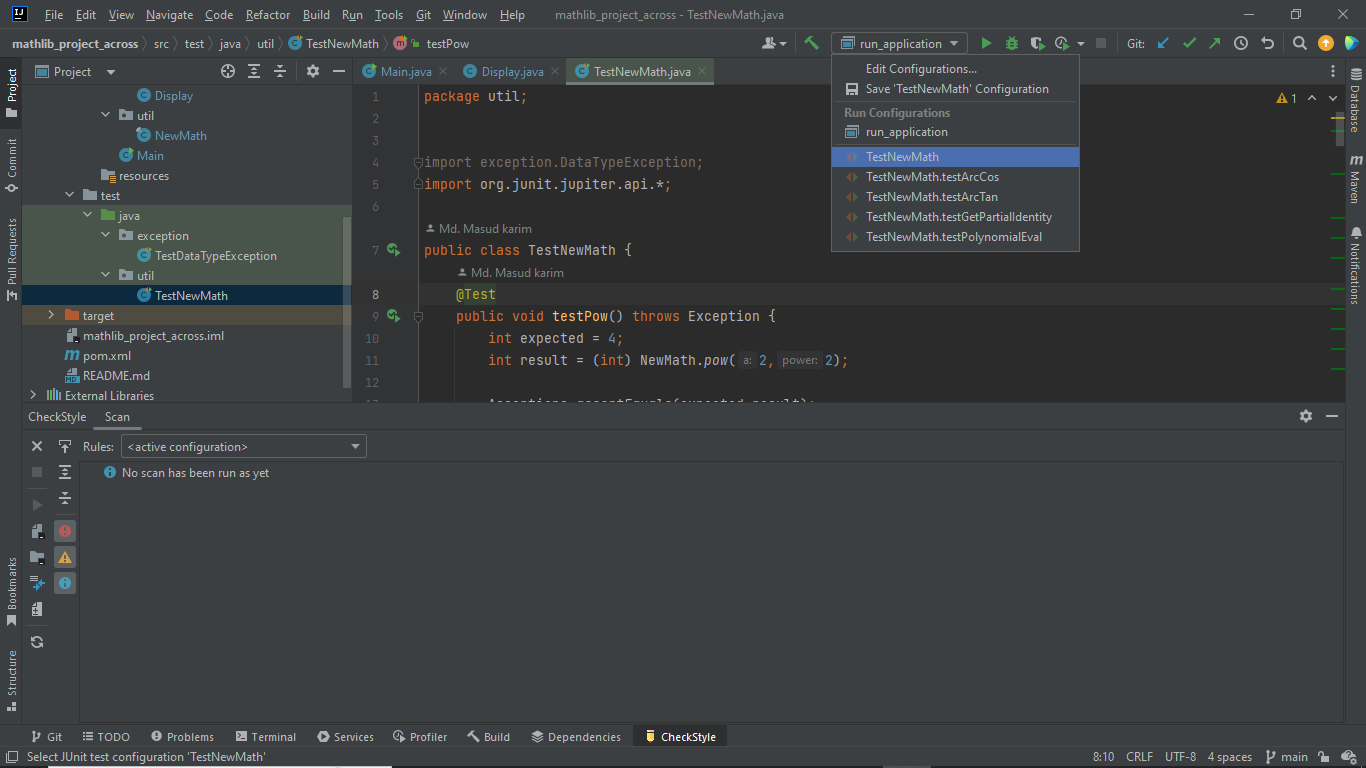 File Edit View Navigate Code Refactor Build Run Tools Git Window Help mathlib_project_across - TestNewMath.java
mathlib_project_across src test java util TestNewMath testPow run_application Git:
Project
Main.java Display.java TestNewMath.java
Edit Configurations...
Save 'TestNewMath' Configuration
Run Configurations
run_application
TestNewMath
TestNewMath.testArcCos
TestNewMath.testArcTan
TestNewMath.testGetPartialIdentity
TestNewMath.testPolynomialEval
Project
Commit
Pull Requests
Bookmarks
Structure
Display
util
NewMath
Main
resources
test
java
exception
TestDataTypeException
util
TestNewMath
target
mathlib_project_across.iml
pom.xml
README.md
External Libraries
1 package util;
2
4 import exception.DataTypeException;
5 import org.junit.jupiter.api.*;
6
Md. Masud karim
7 public class TestNewMath {
Md. Masud karim
8 @Test
9 public void testPow() throws Exception {
10 int expected = 4;
11 int result = (int) NewMath.pow( a: 2, power: 2);
12
Assertions.assertEquals(expected,result);
1
Database
Maven
Notifications
CheckStyle Scan
Rules: <active configuration>
No scan has been run as yet
Git TODO Problems Terminal Services Profiler Build Dependencies CheckStyle
Select JUnit test configuration 'TestNewMath' 8:10 CRLF UTF-8 4 spaces main